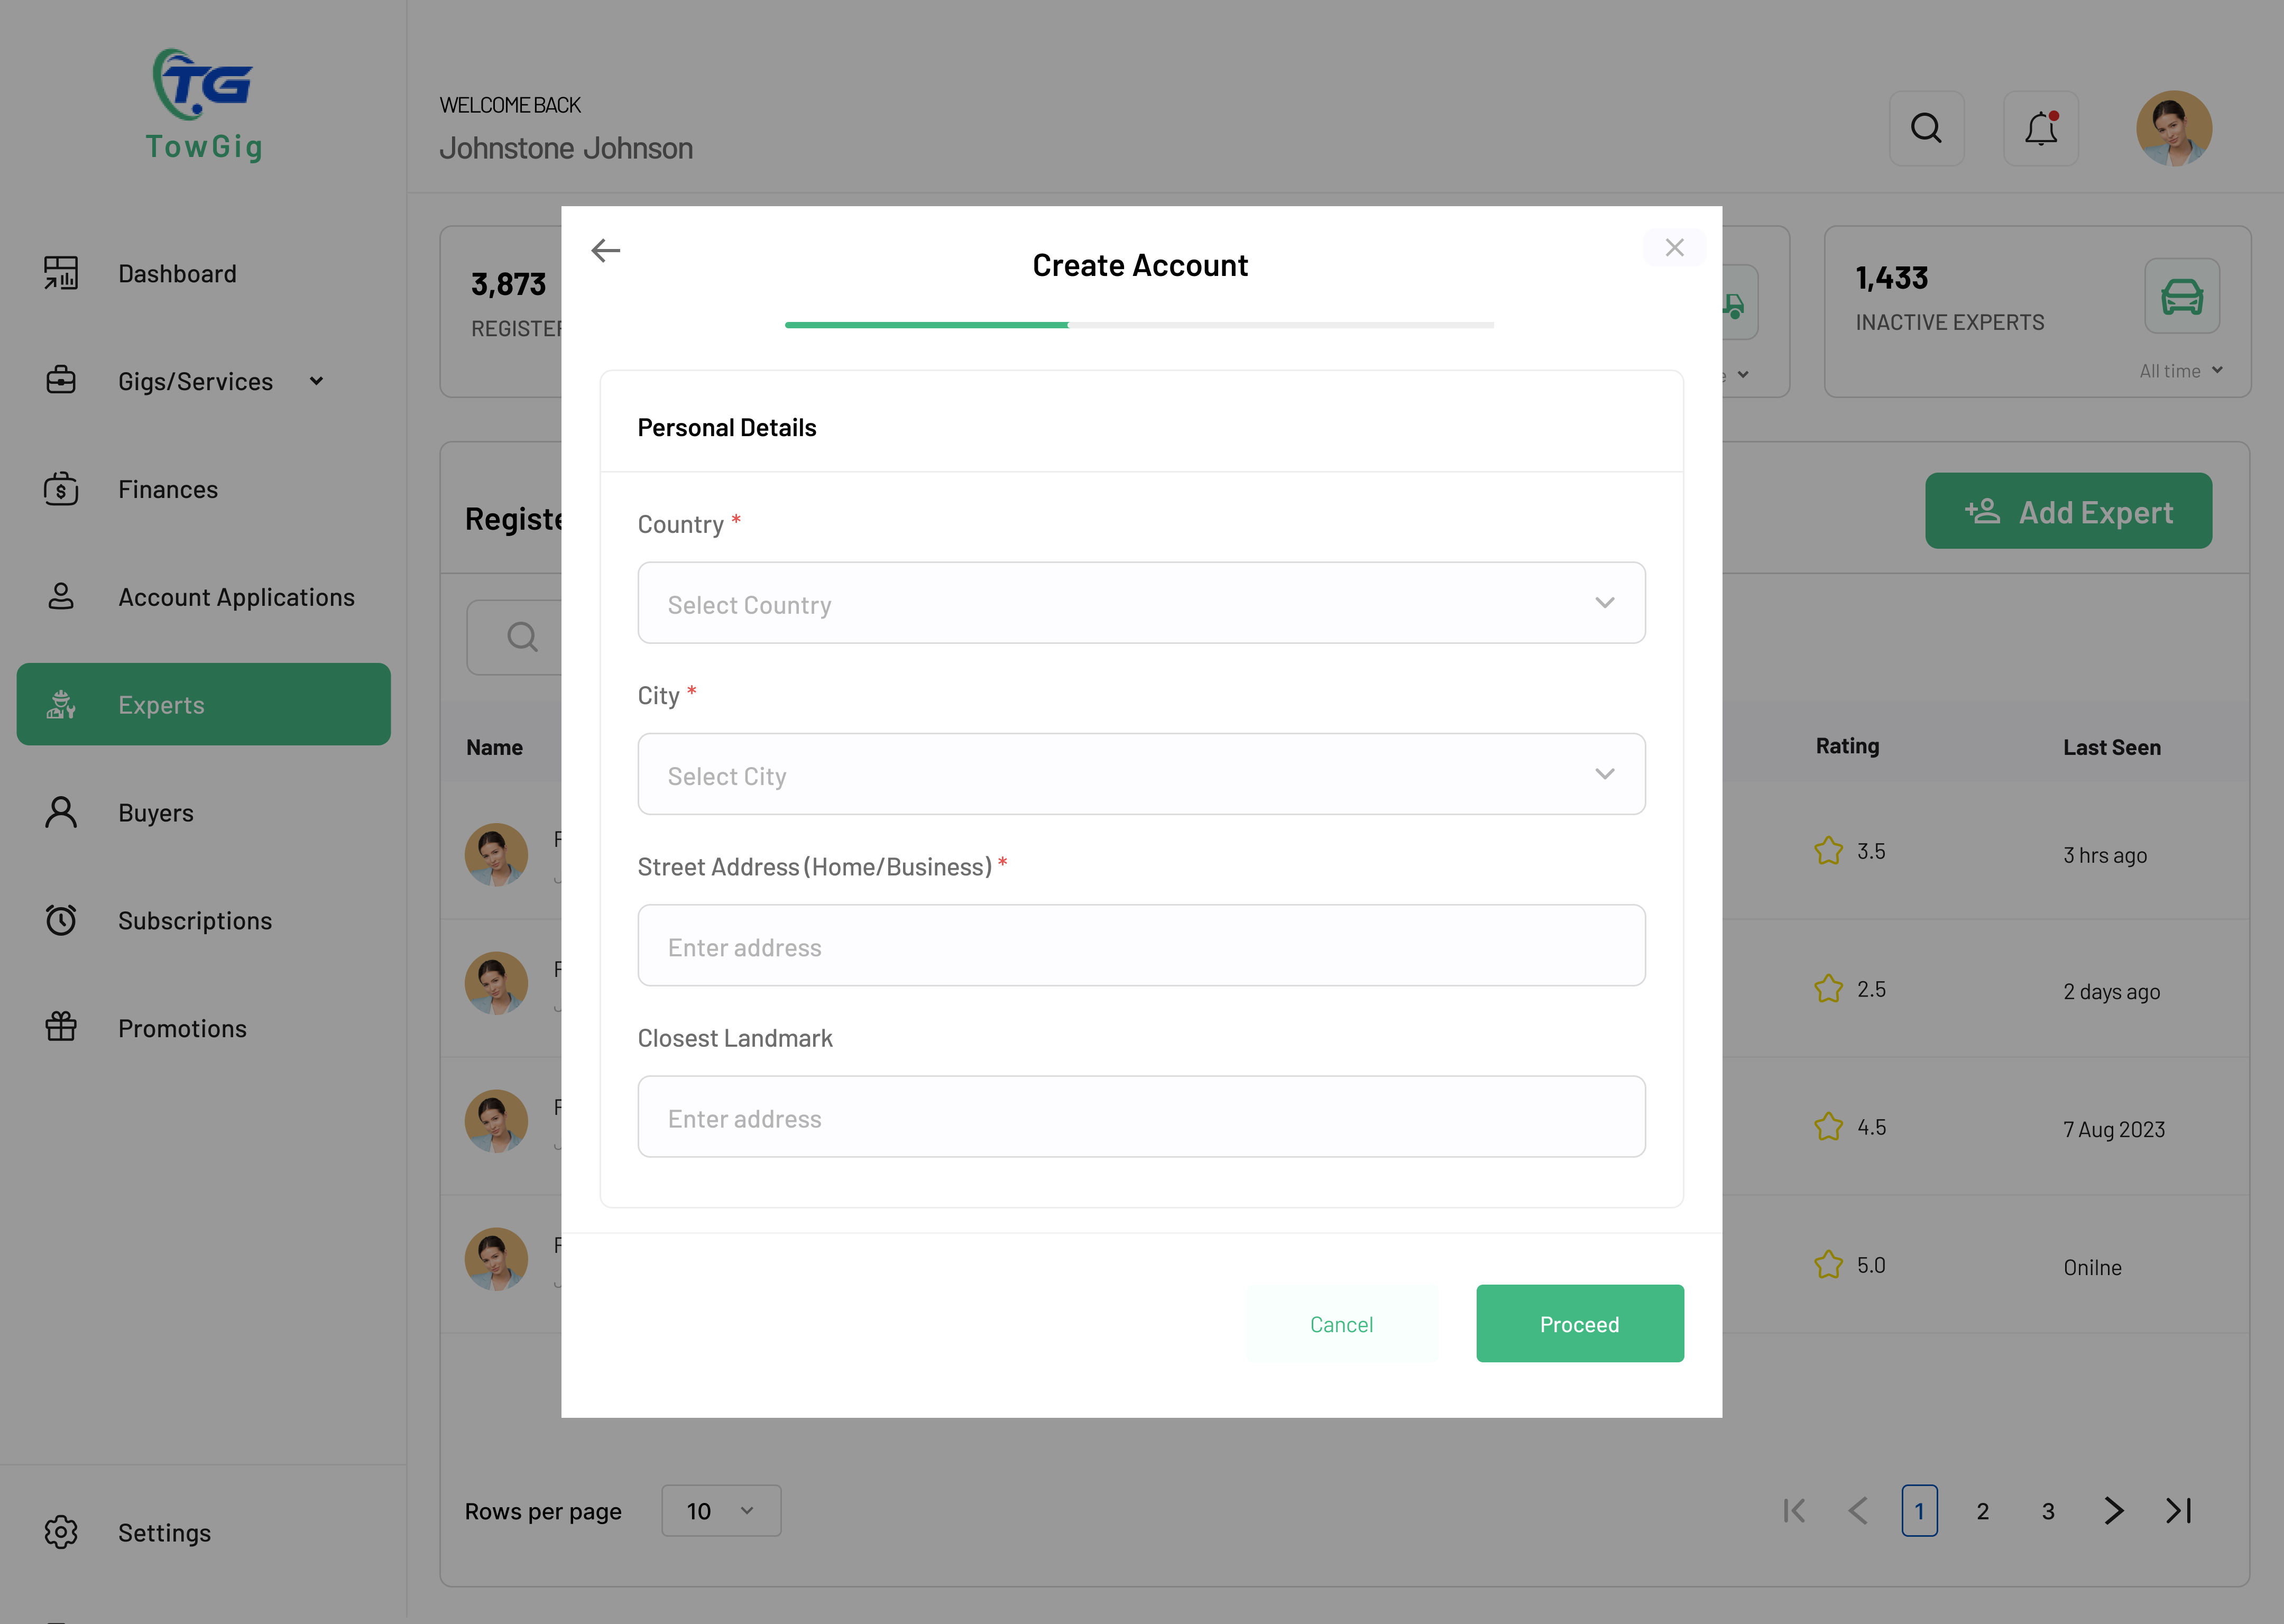 TG
TowGig
Dashboard
Gigs/Services
Finances
Account Applications
Experts
Buyers
Subscriptions
Promotions
Settings
WELCOME BACK
Johnstone Johnson
3,873
1,433
INACTIVE EXPERTS
All time
Add Expert
Name
Rating
Last Seen
3.5
3 hrs ago
2.5
2 days ago
4.5
7 Aug 2023
5.0
Onilne
Create Account
Personal Details
Country *
Select Country
City *
Select City
Street Address (Home/Business) *
Enter address
Closest Landmark
Enter address
Cancel
Proceed
Rows per page
10
1
2
3